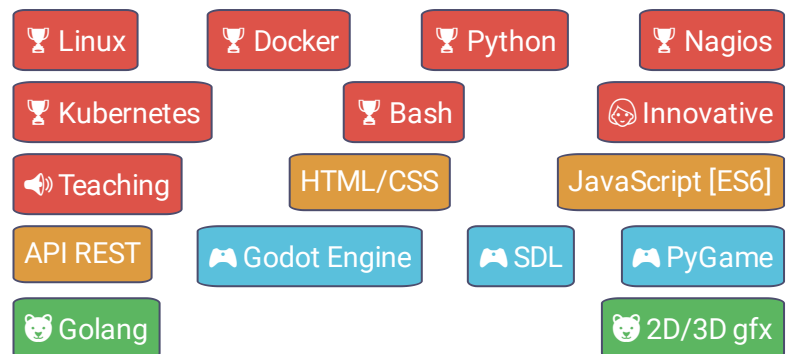 Linux Docker Python Nagios
Kubernetes Bash Innovative
Teaching HTML/CSS JavaScript [ES6]
API REST Godot Engine SDL PyGame
Golang 2D/3D gfx